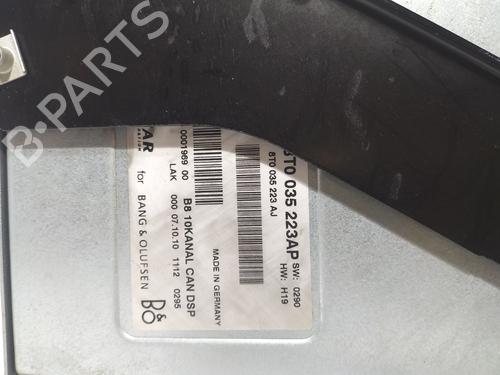 B-PARTS
8T0 035 223AP SW: 0290
8T0 035 223 AJ HW: H19
MADE IN GERMANY
0001969 00 B8 10KANAL CAN DSP
LAK 000 07.10.10 1112 0295
for BANG & OLUFSEN B&O